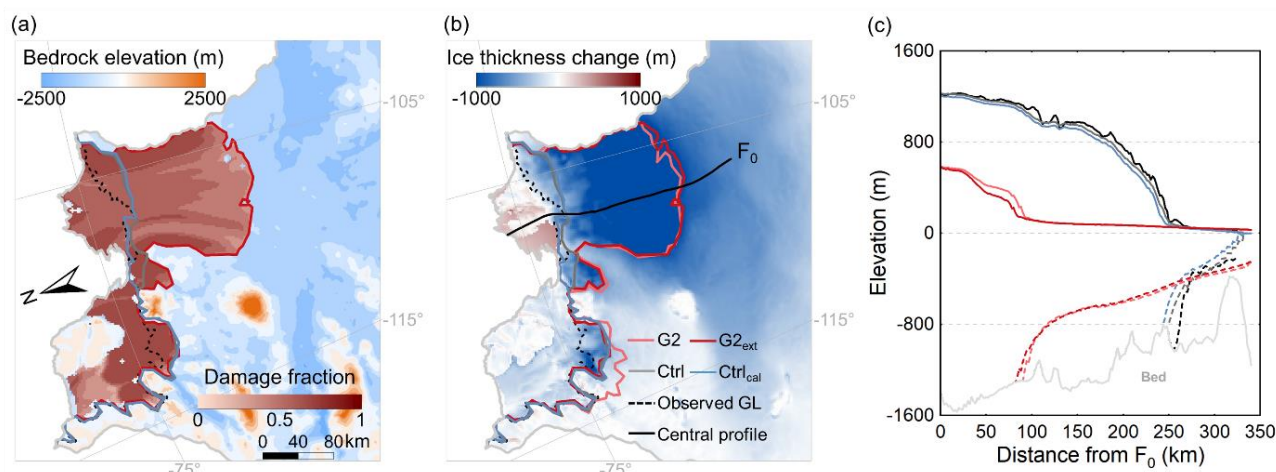 (a)
Bedrock elevation (m)
-2500 2500
-105°
N
-115°
Damage fraction
0 0.5 1
0 40 80km
-75°
(b)
Ice thickness change (m)
-1000 1000
-105°
F0
-115°
G2 G2ext
Ctrl Ctrlcal
Observed GL
Central profile
-75°
(c)
1600
800
0
-800
-1600
Elevation (m)
Bed
0 50 100 150 200 250 300 350
Distance from F0 (km)